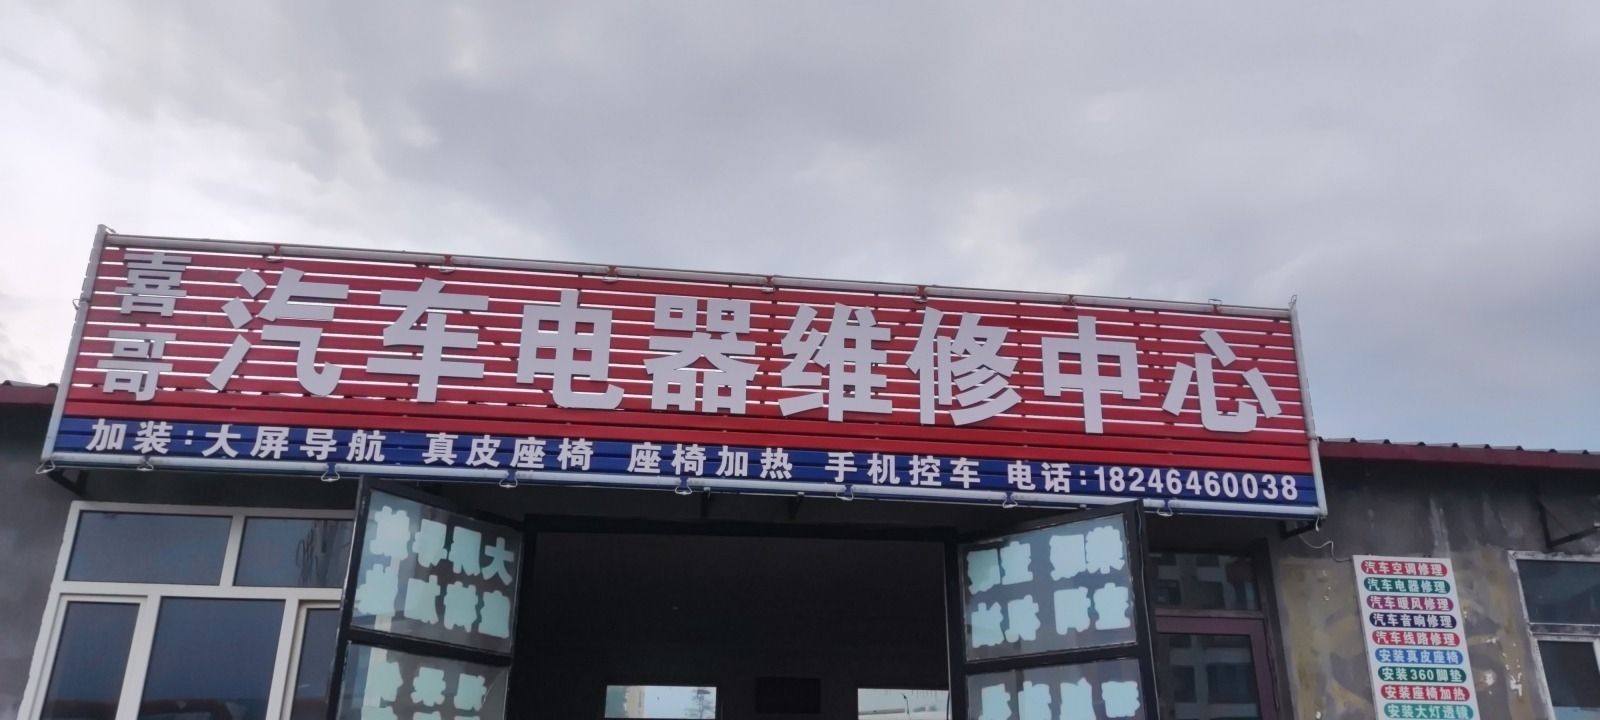 喜哥
汽车电器维修中心
加装:大屏导航 真皮座椅 座椅加热 手机控车 电话:18246460038
汽车空调修理
汽车电器修理
汽车暖风修理
汽车音响修理
汽车线路修理
安装真皮座椅
安装360脚垫
安装座椅加热
安装大灯透镜